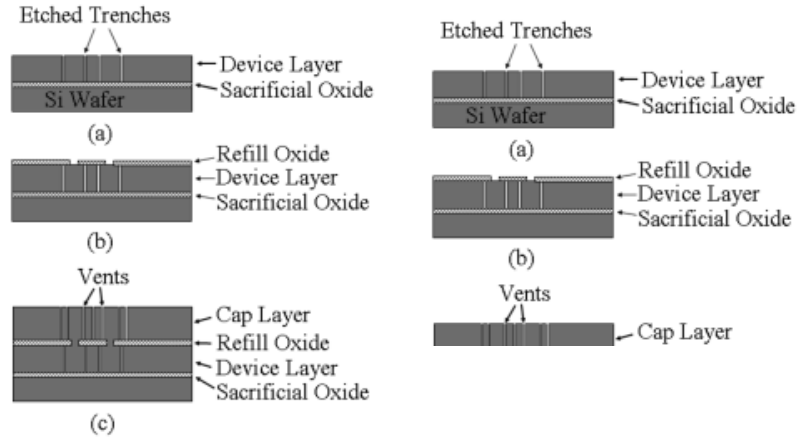 Etched Trenches
Device Layer
Sacrificial Oxide
Si Wafer
(a)
Refill Oxide
Device Layer
Sacrificial Oxide
(b)
Vents
Cap Layer
Refill Oxide
Device Layer
Sacrificial Oxide
(c)
Etched Trenches
Device Layer
Sacrificial Oxide
Si Wafer
(a)
Refill Oxide
Device Layer
Sacrificial Oxide
(b)
Vents
Cap Layer